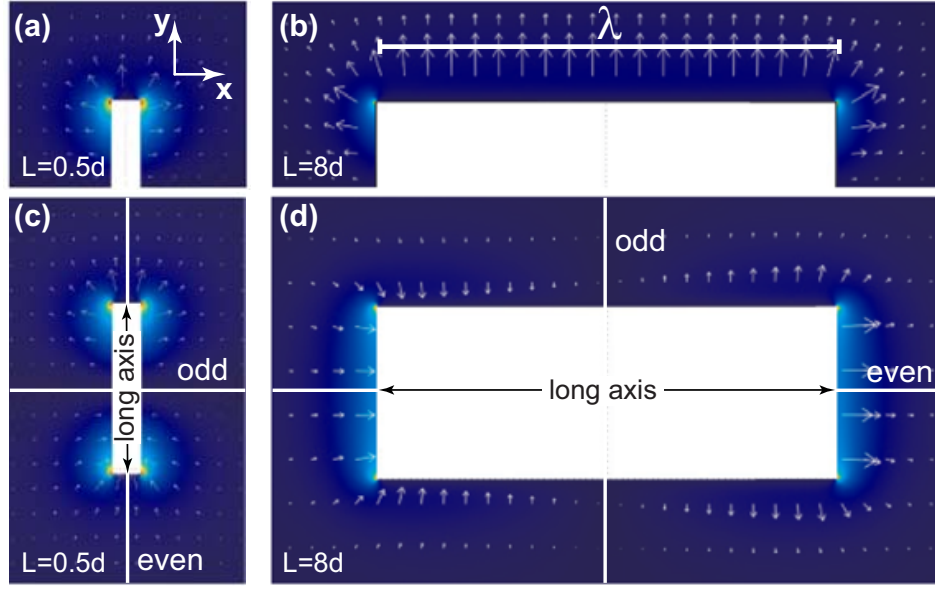 (a)
y
x
L=0.5d
(b)
λ
L=8d
(c)
long axis
odd
even
L=0.5d
(d)
odd
long axis
even
L=8d